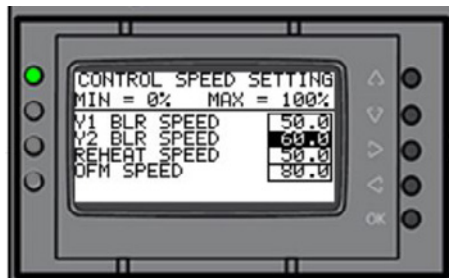 CONTROL SPEED SETTING
MIN = 0% MAX = 100%
Y1 BLR SPEED 50.0
Y2 BLR SPEED 60.0
REHEAT SPEED 50.0
OFM SPEED 80.0
OK